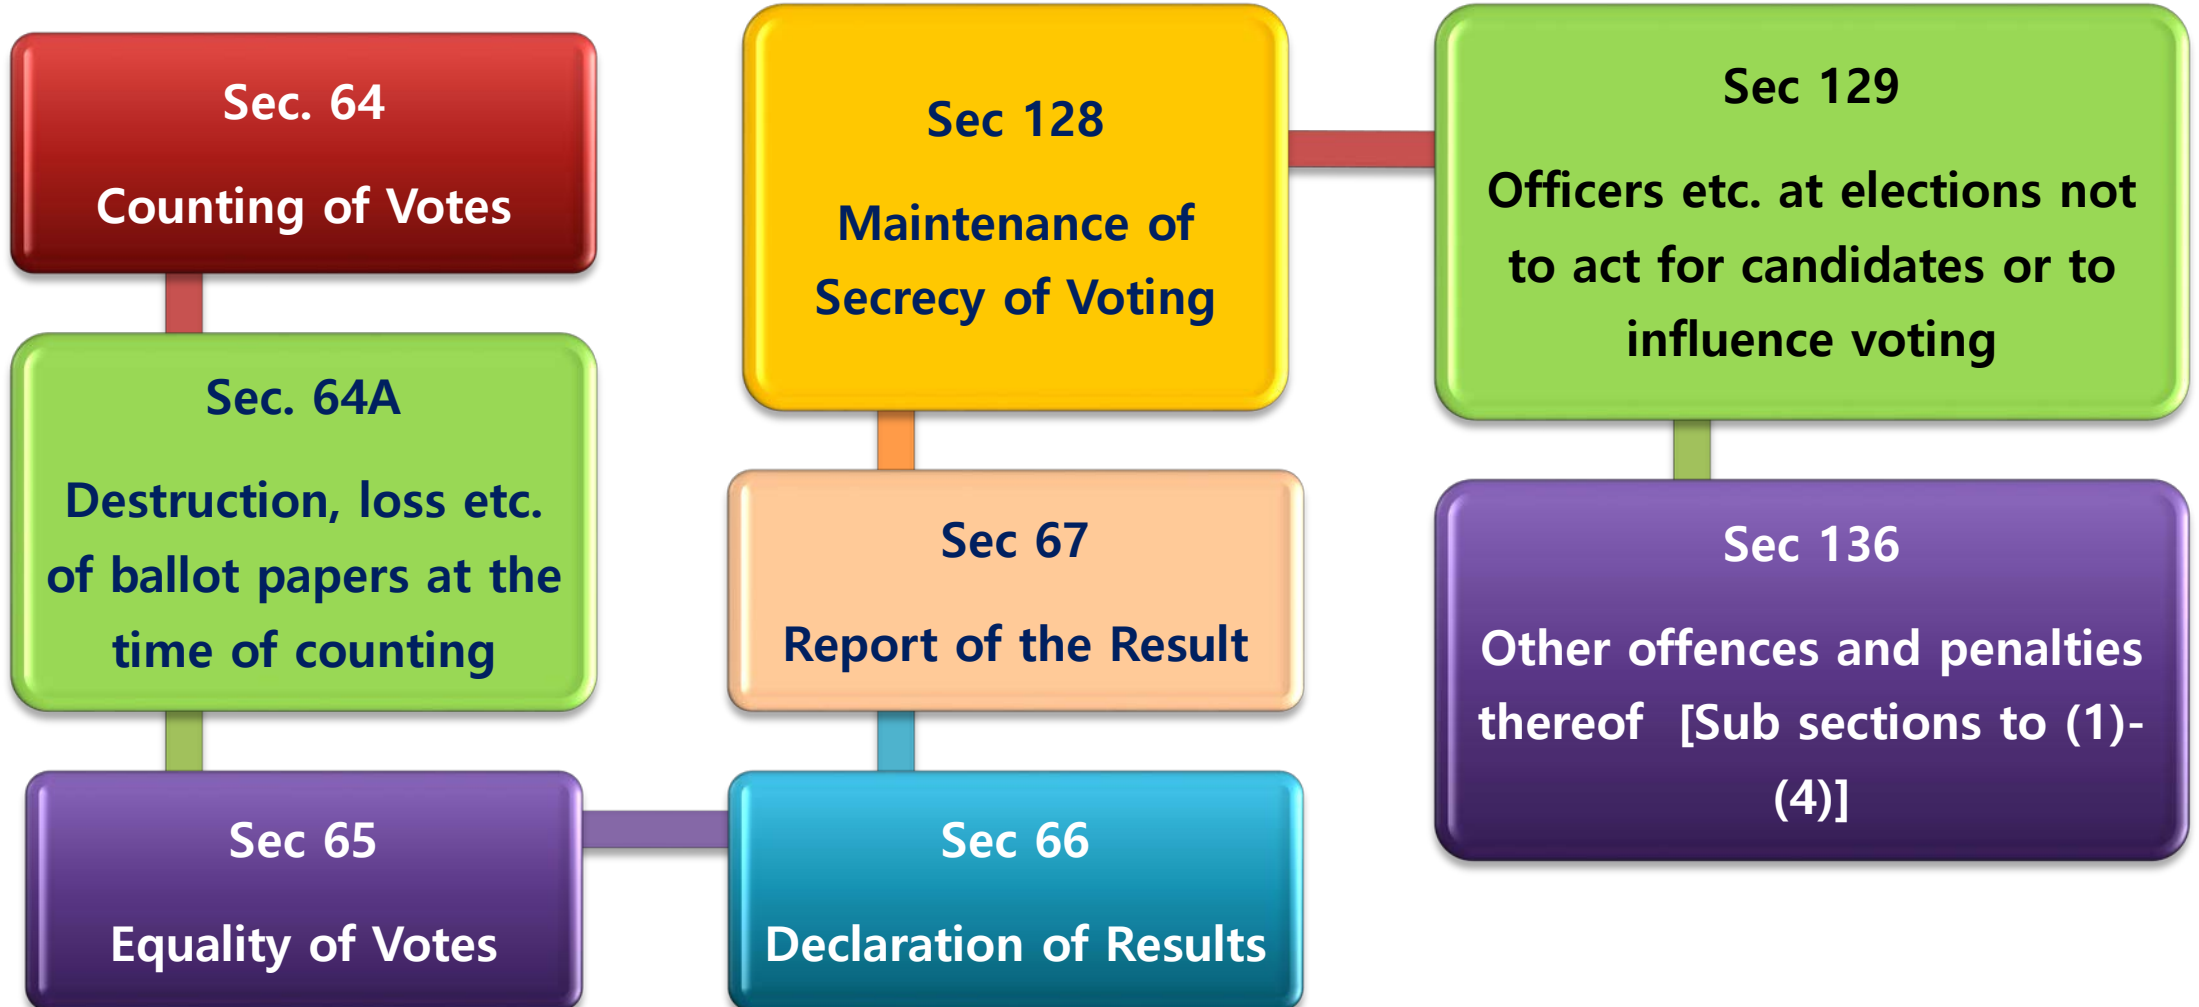 Sec. 64
Counting of Votes
Sec. 64A
Destruction, loss etc.
of ballot papers at the
time of counting
Sec 65
Equality of Votes
Sec 66
Declaration of Results
Sec 67
Report of the Result
Sec 128
Maintenance of
Secrecy of Voting
Sec 129
Officers etc. at elections not
to act for candidates or to
influence voting
Sec 136
Other offences and penalties
thereof [Sub sections to (1)-
(4)]